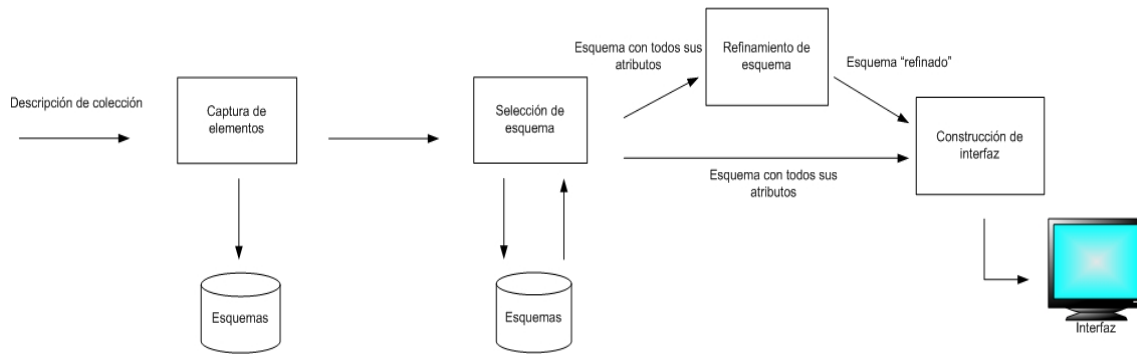 Descripción de colección
Captura de
elementos
Esquemas
Selección de
esquema
Esquemas
Esquema con todos sus
atributos
Refinamiento de
esquema
Esquema “refinado”
Esquema con todos sus
atributos
Construcción de
interfaz
Interfaz